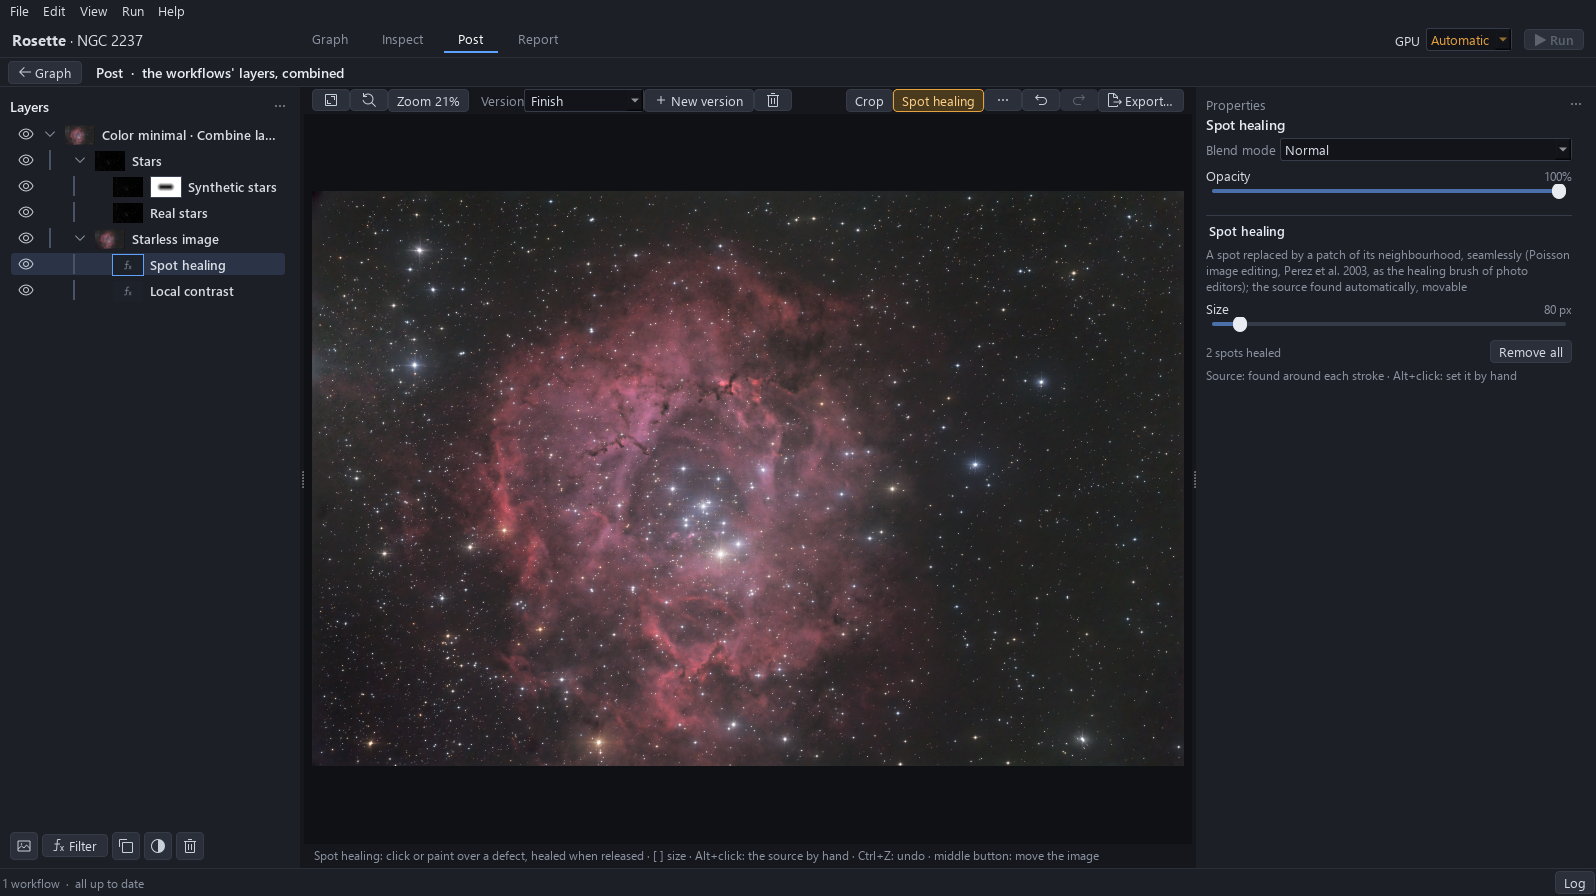 File Edit View Run Help
Rosette · NGC 2237
Graph Inspect Post Report
GPU Automatic Run
Graph
Post · the workflows' layers, combined
Layers
Color minimal · Combine la...
Stars
Synthetic stars
Real stars
Starless image
Spot healing
Local contrast
Filter
Zoom 21% Version Finish + New version
Crop Spot healing Export...
Spot healing: click or paint over a defect, healed when released · [ ] size · Alt+click: the source by hand · Ctrl+Z: undo · middle button: move the image
Properties
Spot healing
Blend mode Normal
Opacity 100%
Spot healing
A spot replaced by a patch of its neighbourhood, seamlessly (Poisson
image editing, Perez et al. 2003, as the healing brush of photo
editors); the source found automatically, movable
Size 80 px
2 spots healed Remove all
Source: found around each stroke · Alt+click: set it by hand
1 workflow · all up to date
Log